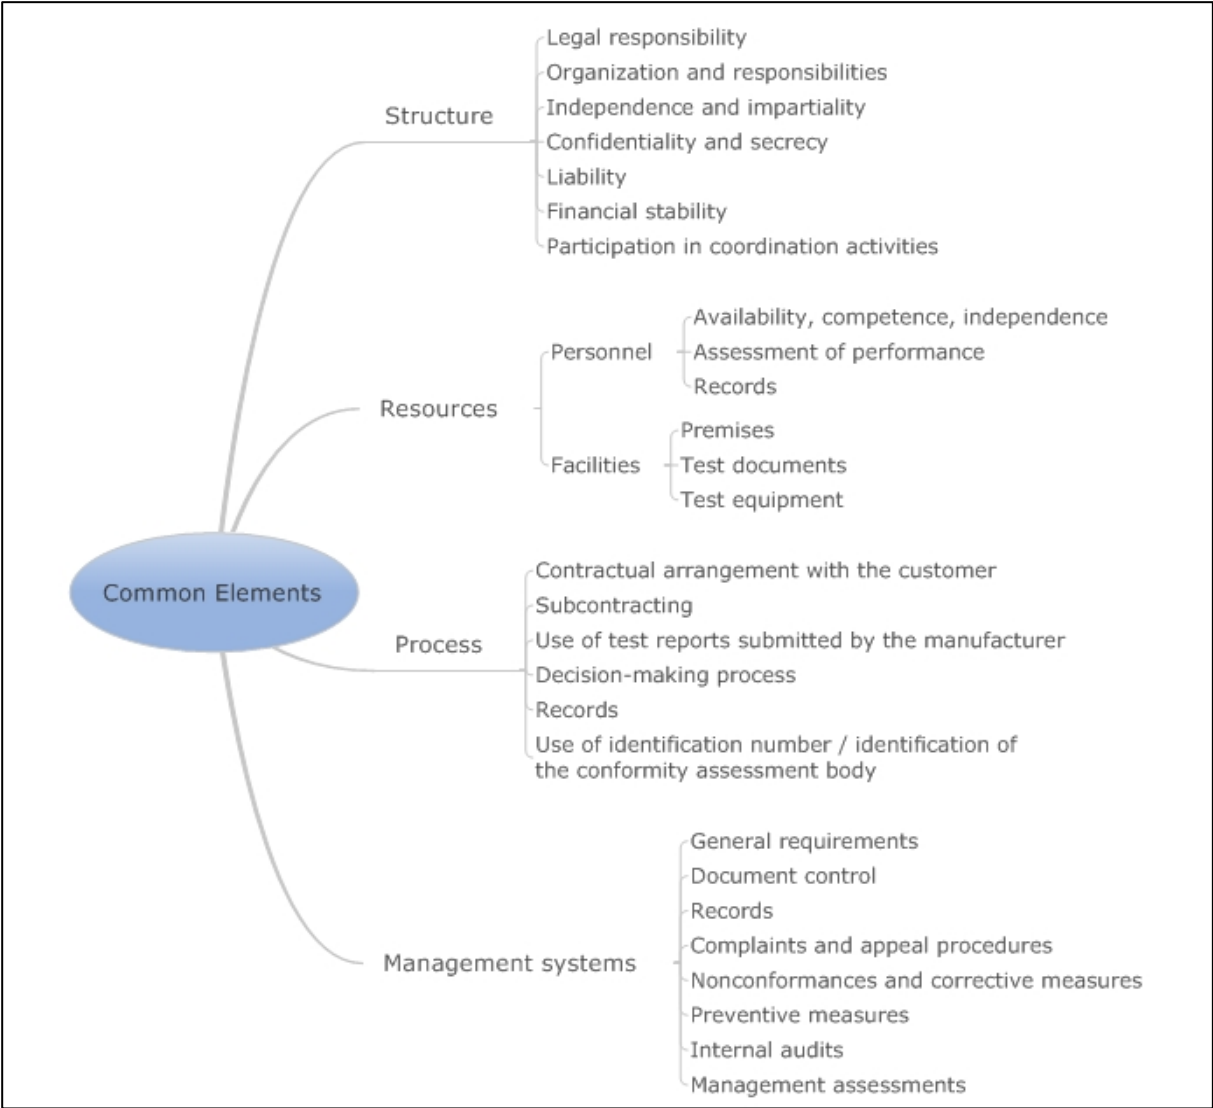 Legal responsibility
Organization and responsibilities
Structure
Independence and impartiality
Confidentiality and secrecy
Liability
Financial stability
Participation in coordination activities
Availability, competence, independence
Personnel
Assessment of performance
Records
Resources
Premises
Facilities
Test documents
Test equipment
Common Elements
Contractual arrangement with the customer
Subcontracting
Process
Use of test reports submitted by the manufacturer
Decision-making process
Records
Use of identification number / identification of
the conformity assessment body
General requirements
Document control
Records
Complaints and appeal procedures
Management systems
Nonconformances and corrective measures
Preventive measures
Internal audits
Management assessments